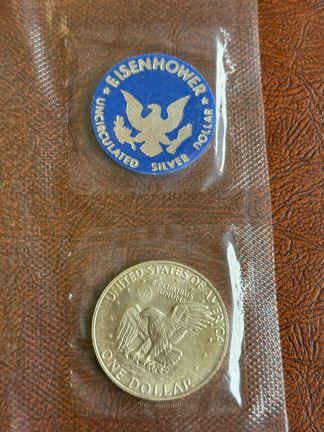 ★ EISENHOWER ★
UNCIRCULATED SILVER DOLLAR
UNITED STATES OF AMERICA
E PLURIBUS
UNUM
ONE DOLLAR